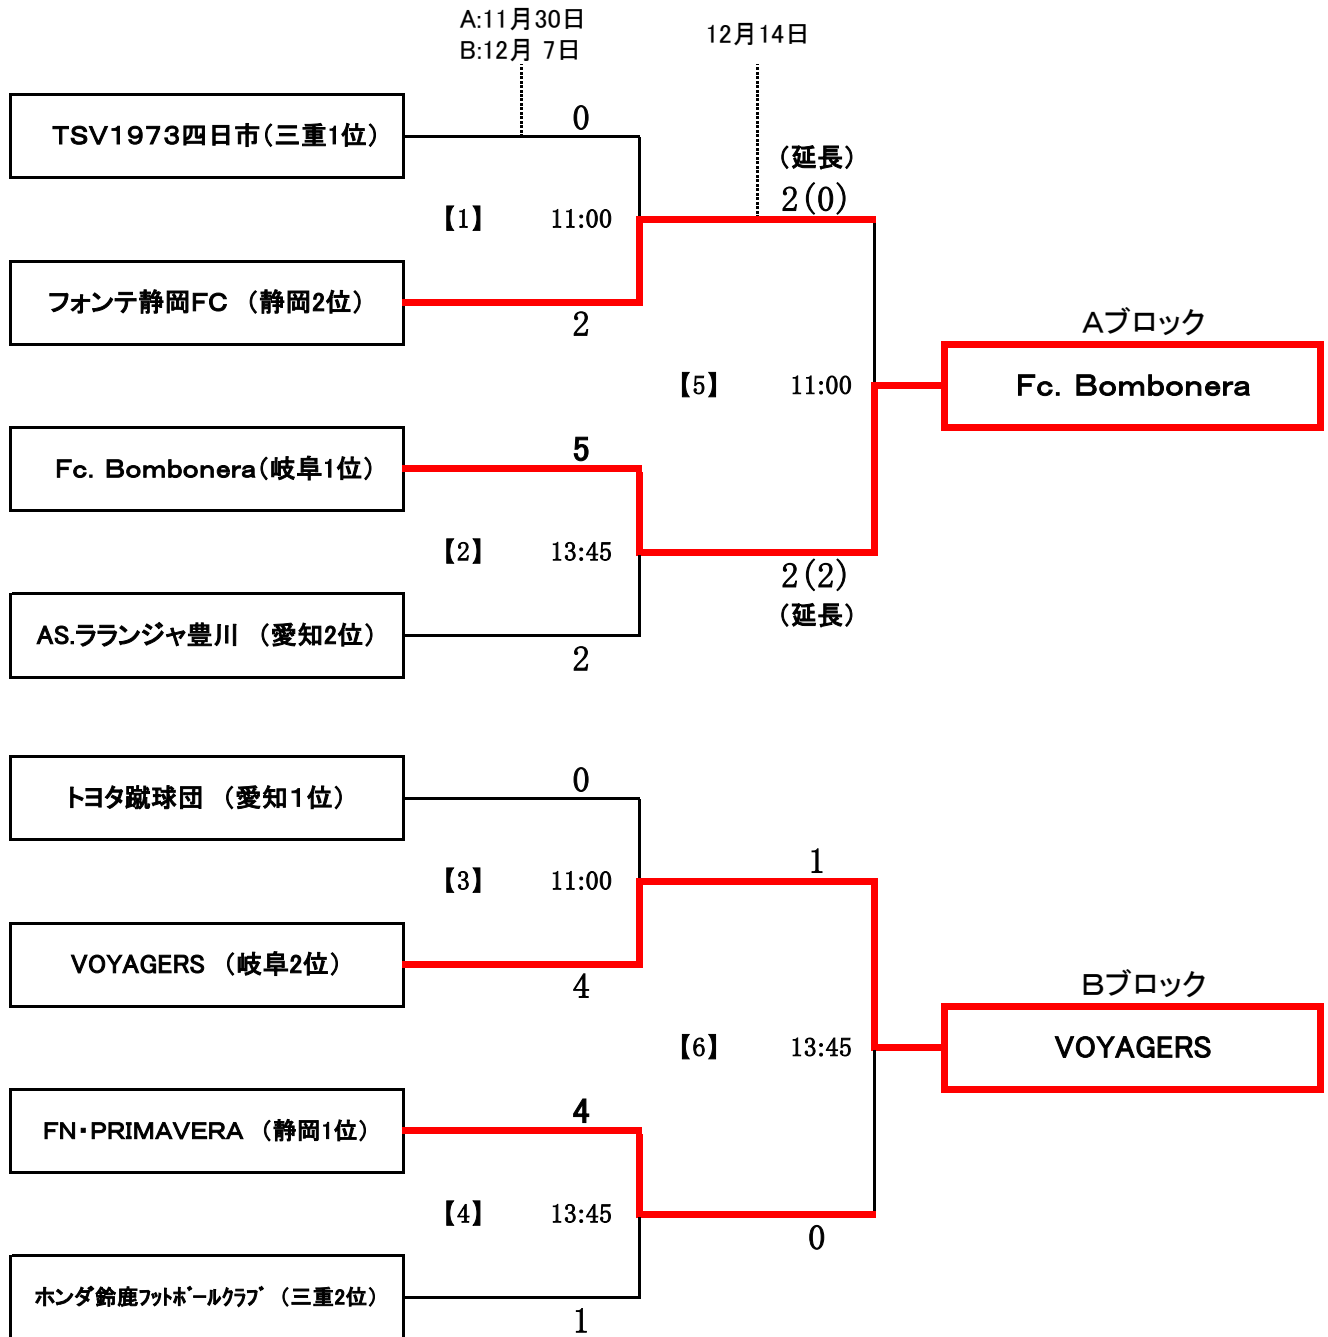 A:11月30日
B:12月 7日
12月14日
TSV1973四日市(三重1位)
0
(延長)
2(0)
【1】 11:00
フォンテ静岡FC (静岡2位)
2
Aブロック
Fc. Bombonera
【5】 11:00
Fc. Bombonera(岐阜1位)
5
【2】 13:45
2(2)
(延長)
AS.ラランジャ豊川 (愛知2位)
2
トヨタ蹴球団 (愛知1位)
0
【3】 11:00
1
VOYAGERS (岐阜2位)
4
Bブロック
VOYAGERS
【6】 13:45
FN・PRIMAVERA (静岡1位)
4
【4】 13:45
0
ホンダ鈴鹿フットボールクラブ (三重2位)
1